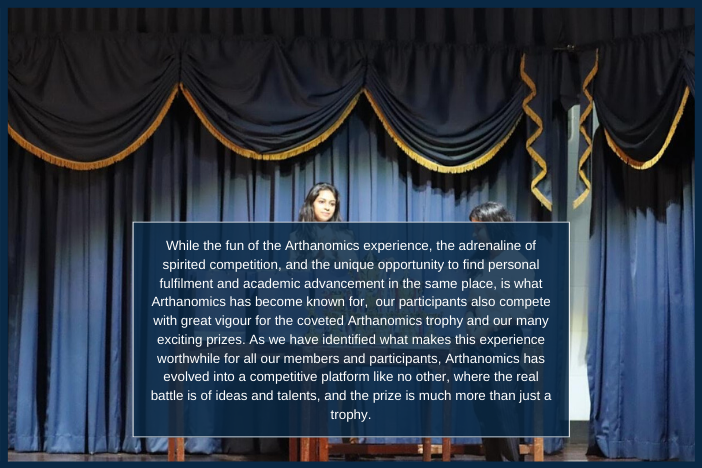 While the fun of the Arthanomics experience, the adrenaline of
spirited competition, and the unique opportunity to find personal
fulfilment and academic advancement in the same place, is what
Arthanomics has become known for,  our participants also compete
with great vigour for the coveted Arthanomics trophy and our many
exciting prizes. As we have identified what makes this experience
worthwhile for all our members and participants, Arthanomics has
evolved into a competitive platform like no other, where the real
battle is of ideas and talents, and the prize is much more than just a
trophy.